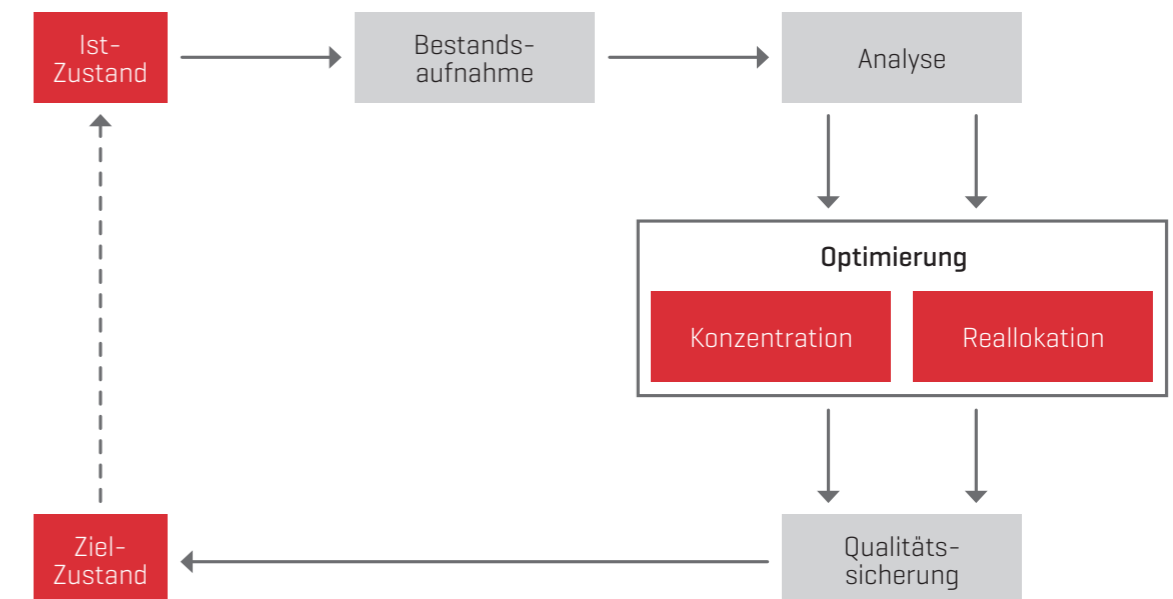 Ist-
Zustand
Bestands-
aufnahme
Analyse
Optimierung
Konzentration
Reallokation
Ziel-
Zustand
Qualitäts-
sicherung